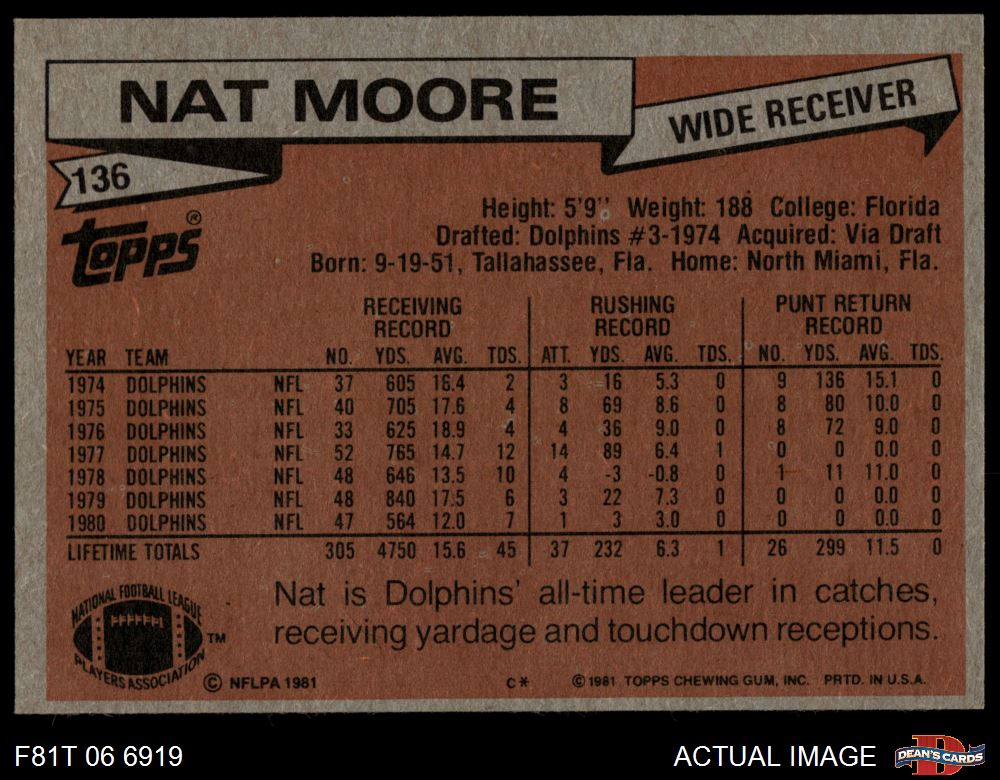 NAT MOORE
WIDE RECEIVER
136
Topps®
Height: 5'9" Weight: 188 College: Florida
Drafted: Dolphins #3-1974 Acquired: Via Draft
Born: 9-19-51, Tallahassee, Fla. Home: North Miami, Fla.
RECEIVING RECORD RUSHING RECORD PUNT RETURN RECORD
YEAR TEAM NO. YDS. AVG. TDS. ATT. YDS. AVG. TDS. NO. YDS. AVG. TDS.
1974 DOLPHINS NFL 37 605 16.4 2 3 16 5.3 0 9 136 15.1 0
1975 DOLPHINS NFL 40 705 17.6 4 8 69 8.6 0 8 80 10.0 0
1976 DOLPHINS NFL 33 625 18.9 4 4 36 9.0 0 8 72 9.0 0
1977 DOLPHINS NFL 52 765 14.7 12 14 89 6.4 1 0 0 0.0 0
1978 DOLPHINS NFL 48 646 13.5 10 4 -3 -0.8 0 1 11 11.0 0
1979 DOLPHINS NFL 48 840 17.5 6 3 22 7.3 0 0 0 0.0 0
1980 DOLPHINS NFL 47 564 12.0 7 1 3 3.0 0 0 0 0.0 0
LIFETIME TOTALS 305 4750 15.6 45 37 232 6.3 1 26 299 11.5 0
Nat is Dolphins' all-time leader in catches,
receiving yardage and touchdown receptions.
NATIONAL FOOTBALL LEAGUE
PLAYERS ASSOCIATION ™
© NFLPA 1981 C* © 1981 TOPPS CHEWING GUM, INC. PRTD. IN U.S.A.
F81T 06 6919 ACTUAL IMAGE D DEAN'S CARDS